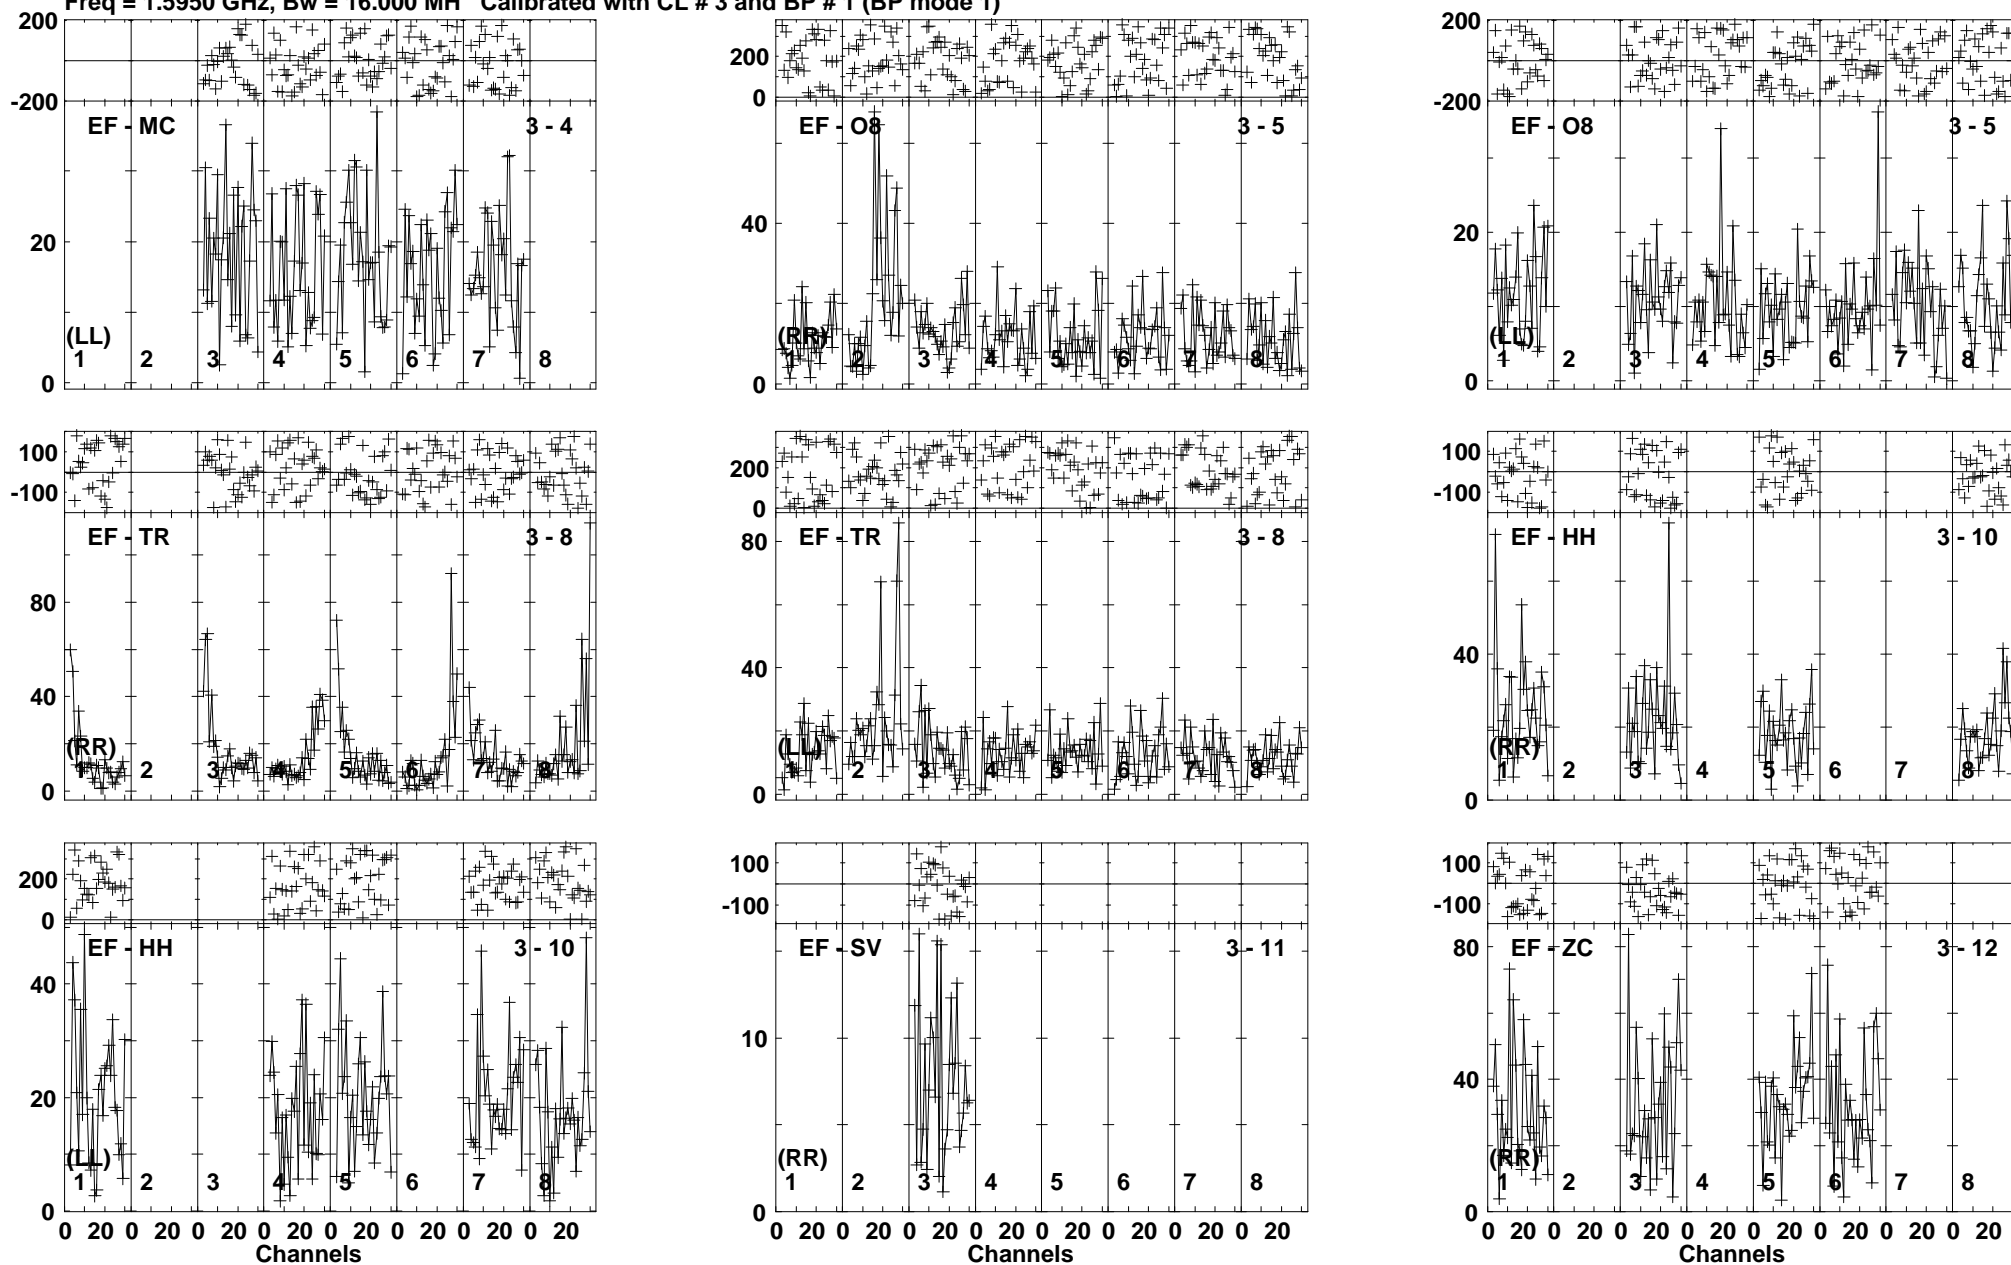 Freq = 1.5950 GHz, Bw = 16.000 MH Calibrated with CL # 3 and BP # 1 (BP mode 1)
200
-200
EF - MC 3 - 4
20
0
(LL)
1 2 3 4 5 6 7 8
200
0
EF - O8 3 - 5
40
0
(RR)
1 2 3 4 5 6 7 8
200
-200
EF - O8 3 - 5
20
0
(LL)
1 2 3 4 5 6 7 8
100
-100
EF - TR 3 - 8
80
40
0
(RR)
1 2 3 4 5 6 7 8
200
0
EF - TR 3 - 8
80
40
0
(LL)
1 2 3 4 5 6 7 8
100
-100
EF - HH 3 - 10
40
0
(RR)
1 2 3 4 5 6 7 8
200
0
EF - HH 3 - 10
40
20
0
(LL)
1 2 3 4 5 6 7 8
0 20 0 20 0 20 0 20 0 20 0 20 0 20 0 20
Channels
100
-100
EF - SV 3 - 11
10
0
(RR)
1 2 3 4 5 6 7 8
0 20 0 20 0 20 0 20 0 20 0 20 0 20 0 20
Channels
100
-100
EF - ZC 3 - 12
80
40
0
(RR)
1 2 3 4 5 6 7 8
0 20 0 20 0 20 0 20 0 20 0 20 0 20 0 20
Channels